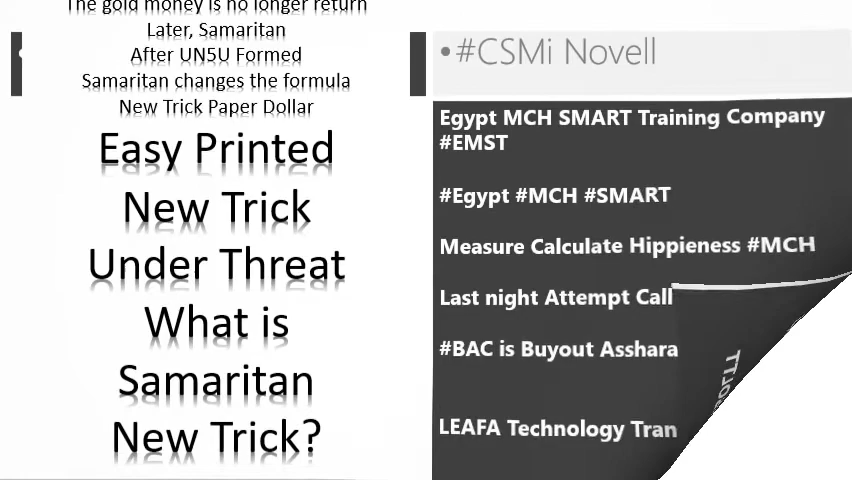 The gold money is no longer return
Later, Samaritan
After UN5U Formed
Samaritan changes the formula
New Trick Paper Dollar
Easy Printed
New Trick
Under Threat
What is
Samaritan
New Trick?
•#CSMi Novell
Egypt MCH SMART Training Company
#EMST
#Egypt #MCH #SMART
Measure Calculate Hippieness #MCH
Last night Attempt Call
#BAC is Buyout Asshara
LEAFA Technology Tran